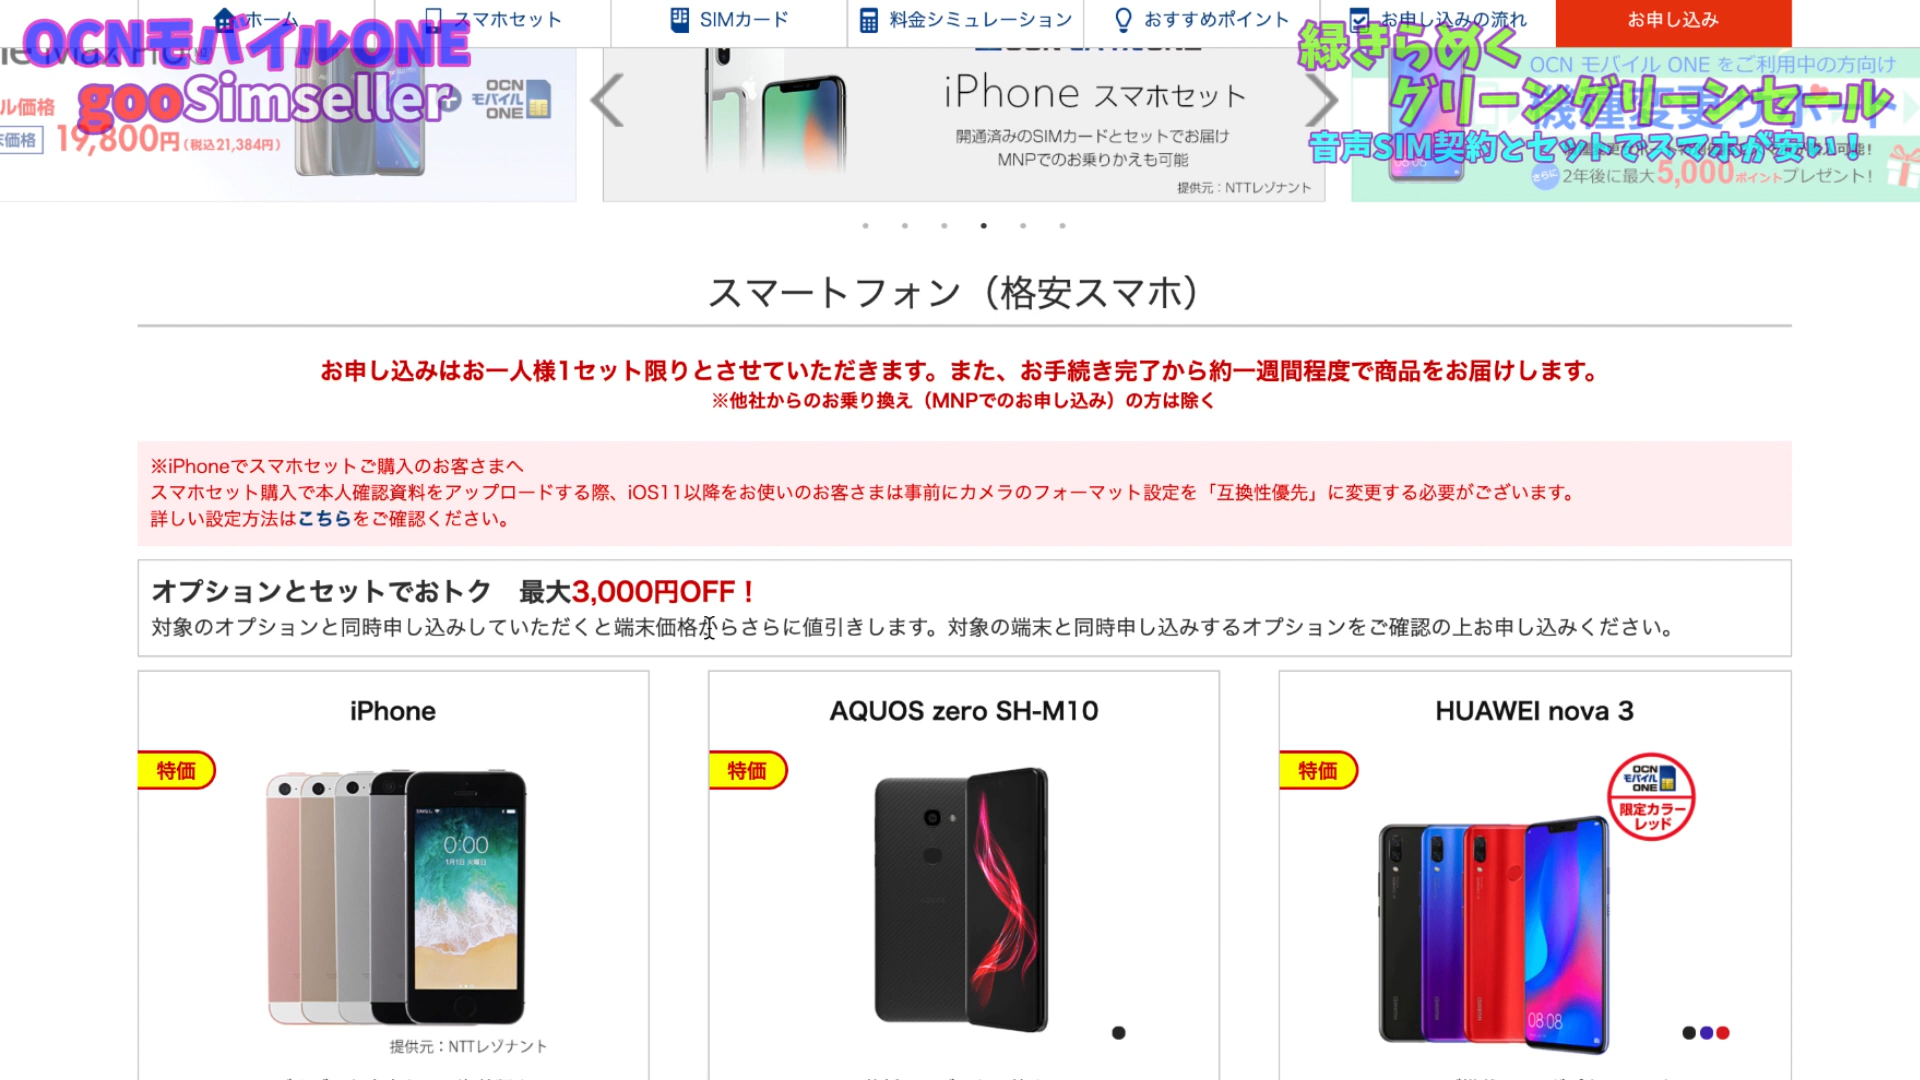 ホーム
スマホセット
SIMカード
料金シミュレーション
おすすめポイント
お申し込みの流れ
お申し込み
OCNモバイルONE
gooSimseller
緑きらめく
グリーングリーンセール
音声SIM契約とセットでスマホが安い!
ル価格
19,800円(税込21,384円)
OCN
モバイル
ONE
iPhone スマホセット
開通済みのSIMカードとセットでお届け
MNPでのお乗りかえも可能
提供元：NTTレゾナント
OCN モバイル ONE をご利用中の方向け
さらに 2年後に最大5,000ポイントプレゼント!
スマートフォン（格安スマホ）
お申し込みはお一人様1セット限りとさせていただきます。また、お手続き完了から約一週間程度で商品をお届けします。
※他社からのお乗り換え（MNPでのお申し込み）の方は除く
※iPhoneでスマホセットご購入のお客さまへ
スマホセット購入で本人確認資料をアップロードする際、iOS11以降をお使いのお客さまは事前にカメラのフォーマット設定を「互換性優先」に変更する必要がございます。
詳しい設定方法はこちらをご確認ください。
オプションとセットでおトク　最大3,000円OFF！
対象のオプションと同時申し込みしていただくと端末価格からさらに値引きします。対象の端末と同時申し込みするオプションをご確認の上お申し込みください。
iPhone
特価
0:00
1月1日 火曜日
提供元：NTTレゾナント
AQUOS zero SH-M10
特価
HUAWEI nova 3
特価
OCN
モバイル
ONE
限定カラー
レッド
08:08